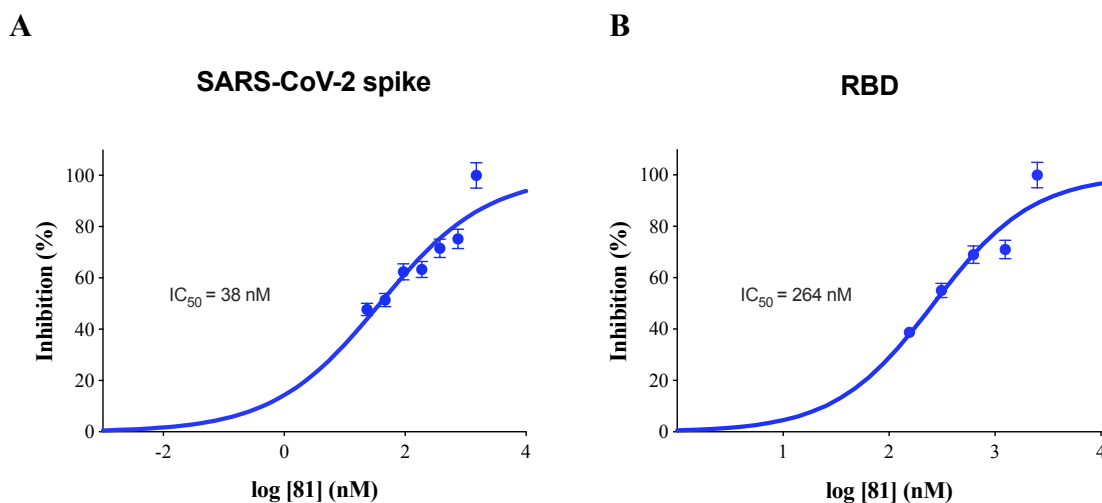 A
SARS-CoV-2 spike
Inhibition (%)
100
80
60
40
20
0
IC50 = 38 nM
-2
0
2
4
log [81] (nM)
B
RBD
Inhibition (%)
100
80
60
40
20
0
IC50 = 264 nM
1
2
3
4
log [81] (nM)